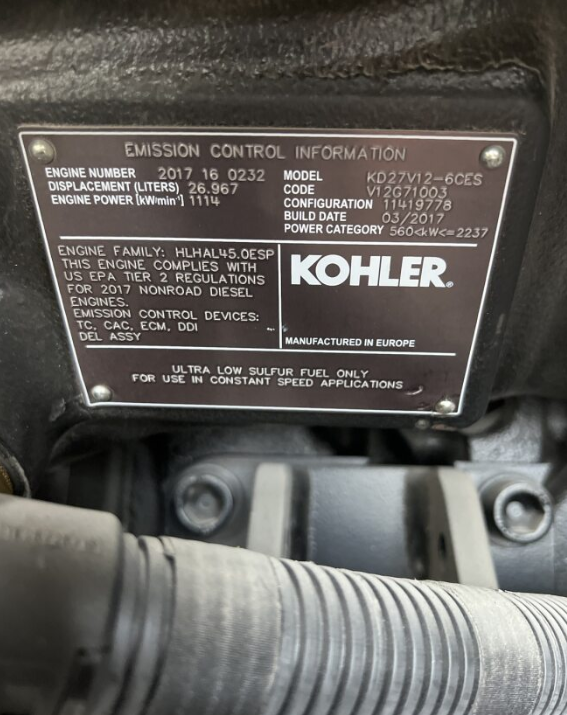 EMISSION CONTROL INFORMATION
ENGINE NUMBER 2017 16 0232
DISPLACEMENT (LITERS) 26.967
ENGINE POWER [kW/min-¹] 1114
MODEL KD27V12-6CES
CODE V12G71003
CONFIGURATION 11419778
BUILD DATE 03/2017
POWER CATEGORY 560<kW<=2237
ENGINE FAMILY: HLHAL45.0ESP
THIS ENGINE COMPLIES WITH
US EPA TIER 2 REGULATIONS
FOR 2017 NONROAD DIESEL
ENGINES.
EMISSION CONTROL DEVICES:
TC, CAC, ECM, DDI
DEL ASSY
KOHLER®
MANUFACTURED IN EUROPE
ULTRA LOW SULFUR FUEL ONLY
FOR USE IN CONSTANT SPEED APPLICATIONS